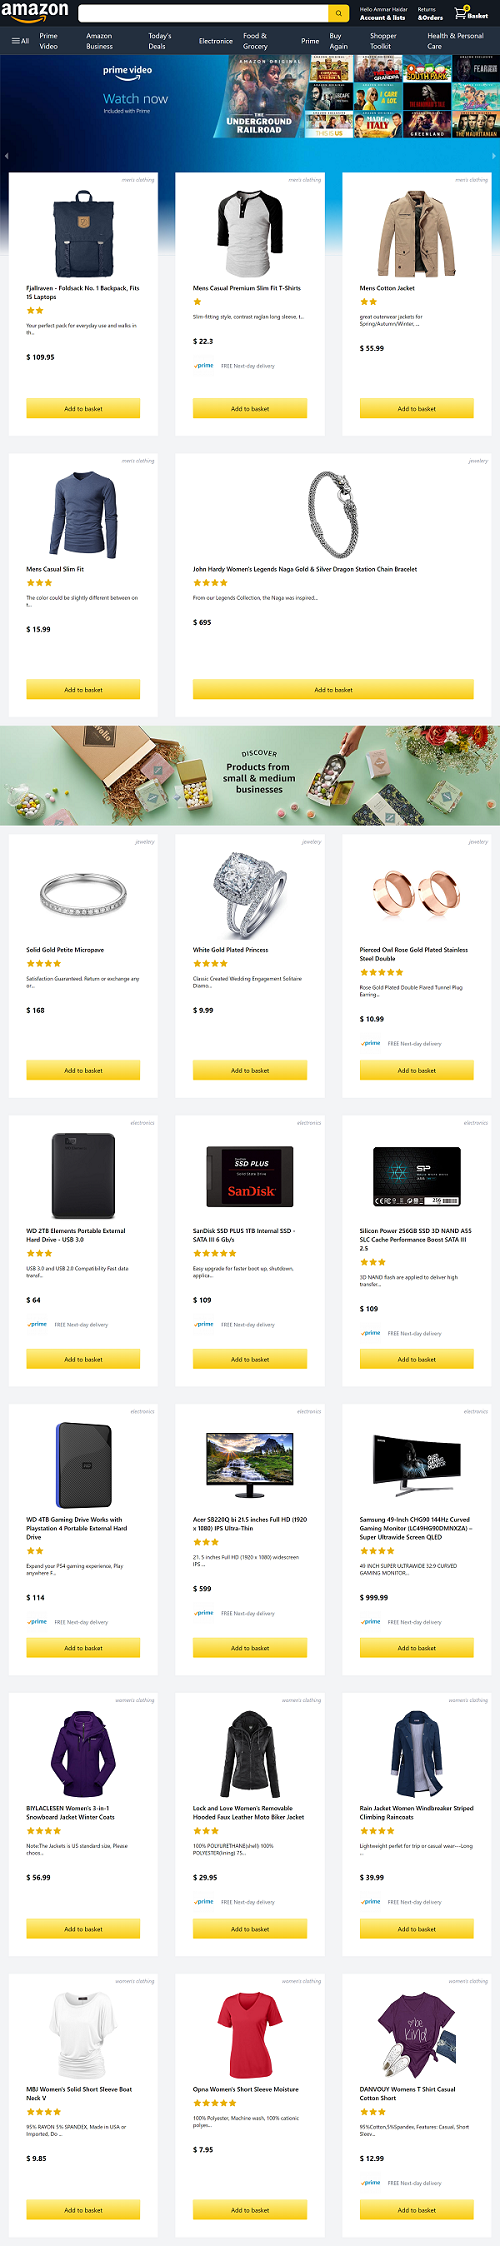 amazon
Hello Ammar Haidar
Account & lists
Returns
&Orders
0
Basket
All
Prime
Video
Amazon
Business
Today's
Deals
Electronice
Food &
Grocery
Prime
Buy
Again
Shopper
Toolkit
Health & Personal
Care
prime video
Watch now
Included with Prime
AMAZON ORIGINAL
THE
UNDERGROUND
RAILROAD
GRANDPA
SOUTH PARK
FEAR
THIS IS US
MADE IN
ITALY
GREENLAND
THE MAURITANIAN
men's clothing
Fjallraven - Foldsack No. 1 Backpack, Fits
15 Laptops
Your perfect pack for everyday use and walks in
th...
$ 109.95
Add to basket
men's clothing
Mens Casual Premium Slim Fit T-Shirts
Slim-fitting style, contrast raglan long sleeve, t...
$ 22.3
prime FREE Next-day delivery
Add to basket
men's clothing
Mens Cotton Jacket
great outerwear jackets for
Spring/Autumn/Winter, ...
$ 55.99
Add to basket
men's clothing
Mens Casual Slim Fit
The color could be slightly different between on
t...
$ 15.99
Add to basket
jewelery
John Hardy Women's Legends Naga Gold & Silver Dragon Station Chain Bracelet
From our Legends Collection, the Naga was inspired...
$ 695
Add to basket
DISCOVER
Products from
small & medium
businesses
jewelery
Solid Gold Petite Micropave
Satisfaction Guaranteed. Return or exchange any
or...
$ 168
Add to basket
jewelery
White Gold Plated Princess
Classic Created Wedding Engagement Solitaire
Diamo...
$ 9.99
Add to basket
jewelery
Pierced Owl Rose Gold Plated Stainless
Steel Double
Rose Gold Plated Double Flared Tunnel Plug
Earring...
$ 10.99
prime FREE Next-day delivery
Add to basket
electronics
WD 2TB Elements Portable External
Hard Drive - USB 3.0
USB 3.0 and USB 2.0 Compatibility Fast data
transf...
$ 64
prime FREE Next-day delivery
Add to basket
electronics
SSD PLUS
SanDisk
SanDisk SSD PLUS 1TB Internal SSD -
SATA III 6 Gb/s
Easy upgrade for faster boot up, shutdown,
applica...
$ 109
prime FREE Next-day delivery
Add to basket
electronics
SP
256
Silicon Power 256GB SSD 3D NAND A55
SLC Cache Performance Boost SATA III
2.5
3D NAND flash are applied to deliver high
transfer...
$ 109
prime FREE Next-day delivery
Add to basket
electronics
WD 4TB Gaming Drive Works with
Playstation 4 Portable External Hard
Drive
Expand your PS4 gaming experience, Play
anywhere F...
$ 114
prime FREE Next-day delivery
Add to basket
electronics
Acer SB220Q bi 21.5 inches Full HD (1920
x 1080) IPS Ultra-Thin
21. 5 inches Full HD (1920 x 1080) widescreen
IPS ...
$ 599
prime FREE Next-day delivery
Add to basket
electronics
QLED
GAMING
MONITOR
Samsung 49-Inch CHG90 144Hz Curved
Gaming Monitor (LC49HG90DMNXZA) –
Super Ultrawide Screen QLED
49 INCH SUPER ULTRAWIDE 32:9 CURVED
GAMING MONITOR...
$ 999.99
prime FREE Next-day delivery
Add to basket
women's clothing
BIYLACLESEN Women's 3-in-1
Snowboard Jacket Winter Coats
Note:The Jackets is US standard size, Please
choos...
$ 56.99
Add to basket
women's clothing
Lock and Love Women's Removable
Hooded Faux Leather Moto Biker Jacket
100% POLYURETHANE(shell) 100%
POLYESTER(lining) 75...
$ 29.95
prime FREE Next-day delivery
Add to basket
women's clothing
Rain Jacket Women Windbreaker Striped
Climbing Raincoats
Lightweight perfet for trip or casual wear---Long
...
$ 39.99
prime FREE Next-day delivery
Add to basket
women's clothing
MBJ Women's Solid Short Sleeve Boat
Neck V
95% RAYON 5% SPANDEX, Made in USA or
Imported, Do ...
$ 9.85
Add to basket
women's clothing
Opna Women's Short Sleeve Moisture
100% Polyester, Machine wash, 100% cationic
polyes...
$ 7.95
Add to basket
women's clothing
be
kind
DANVOUY Womens T Shirt Casual
Cotton Short
95%Cotton,5%Spandex, Features: Casual, Short
Sleev...
$ 12.99
prime FREE Next-day delivery
Add to basket